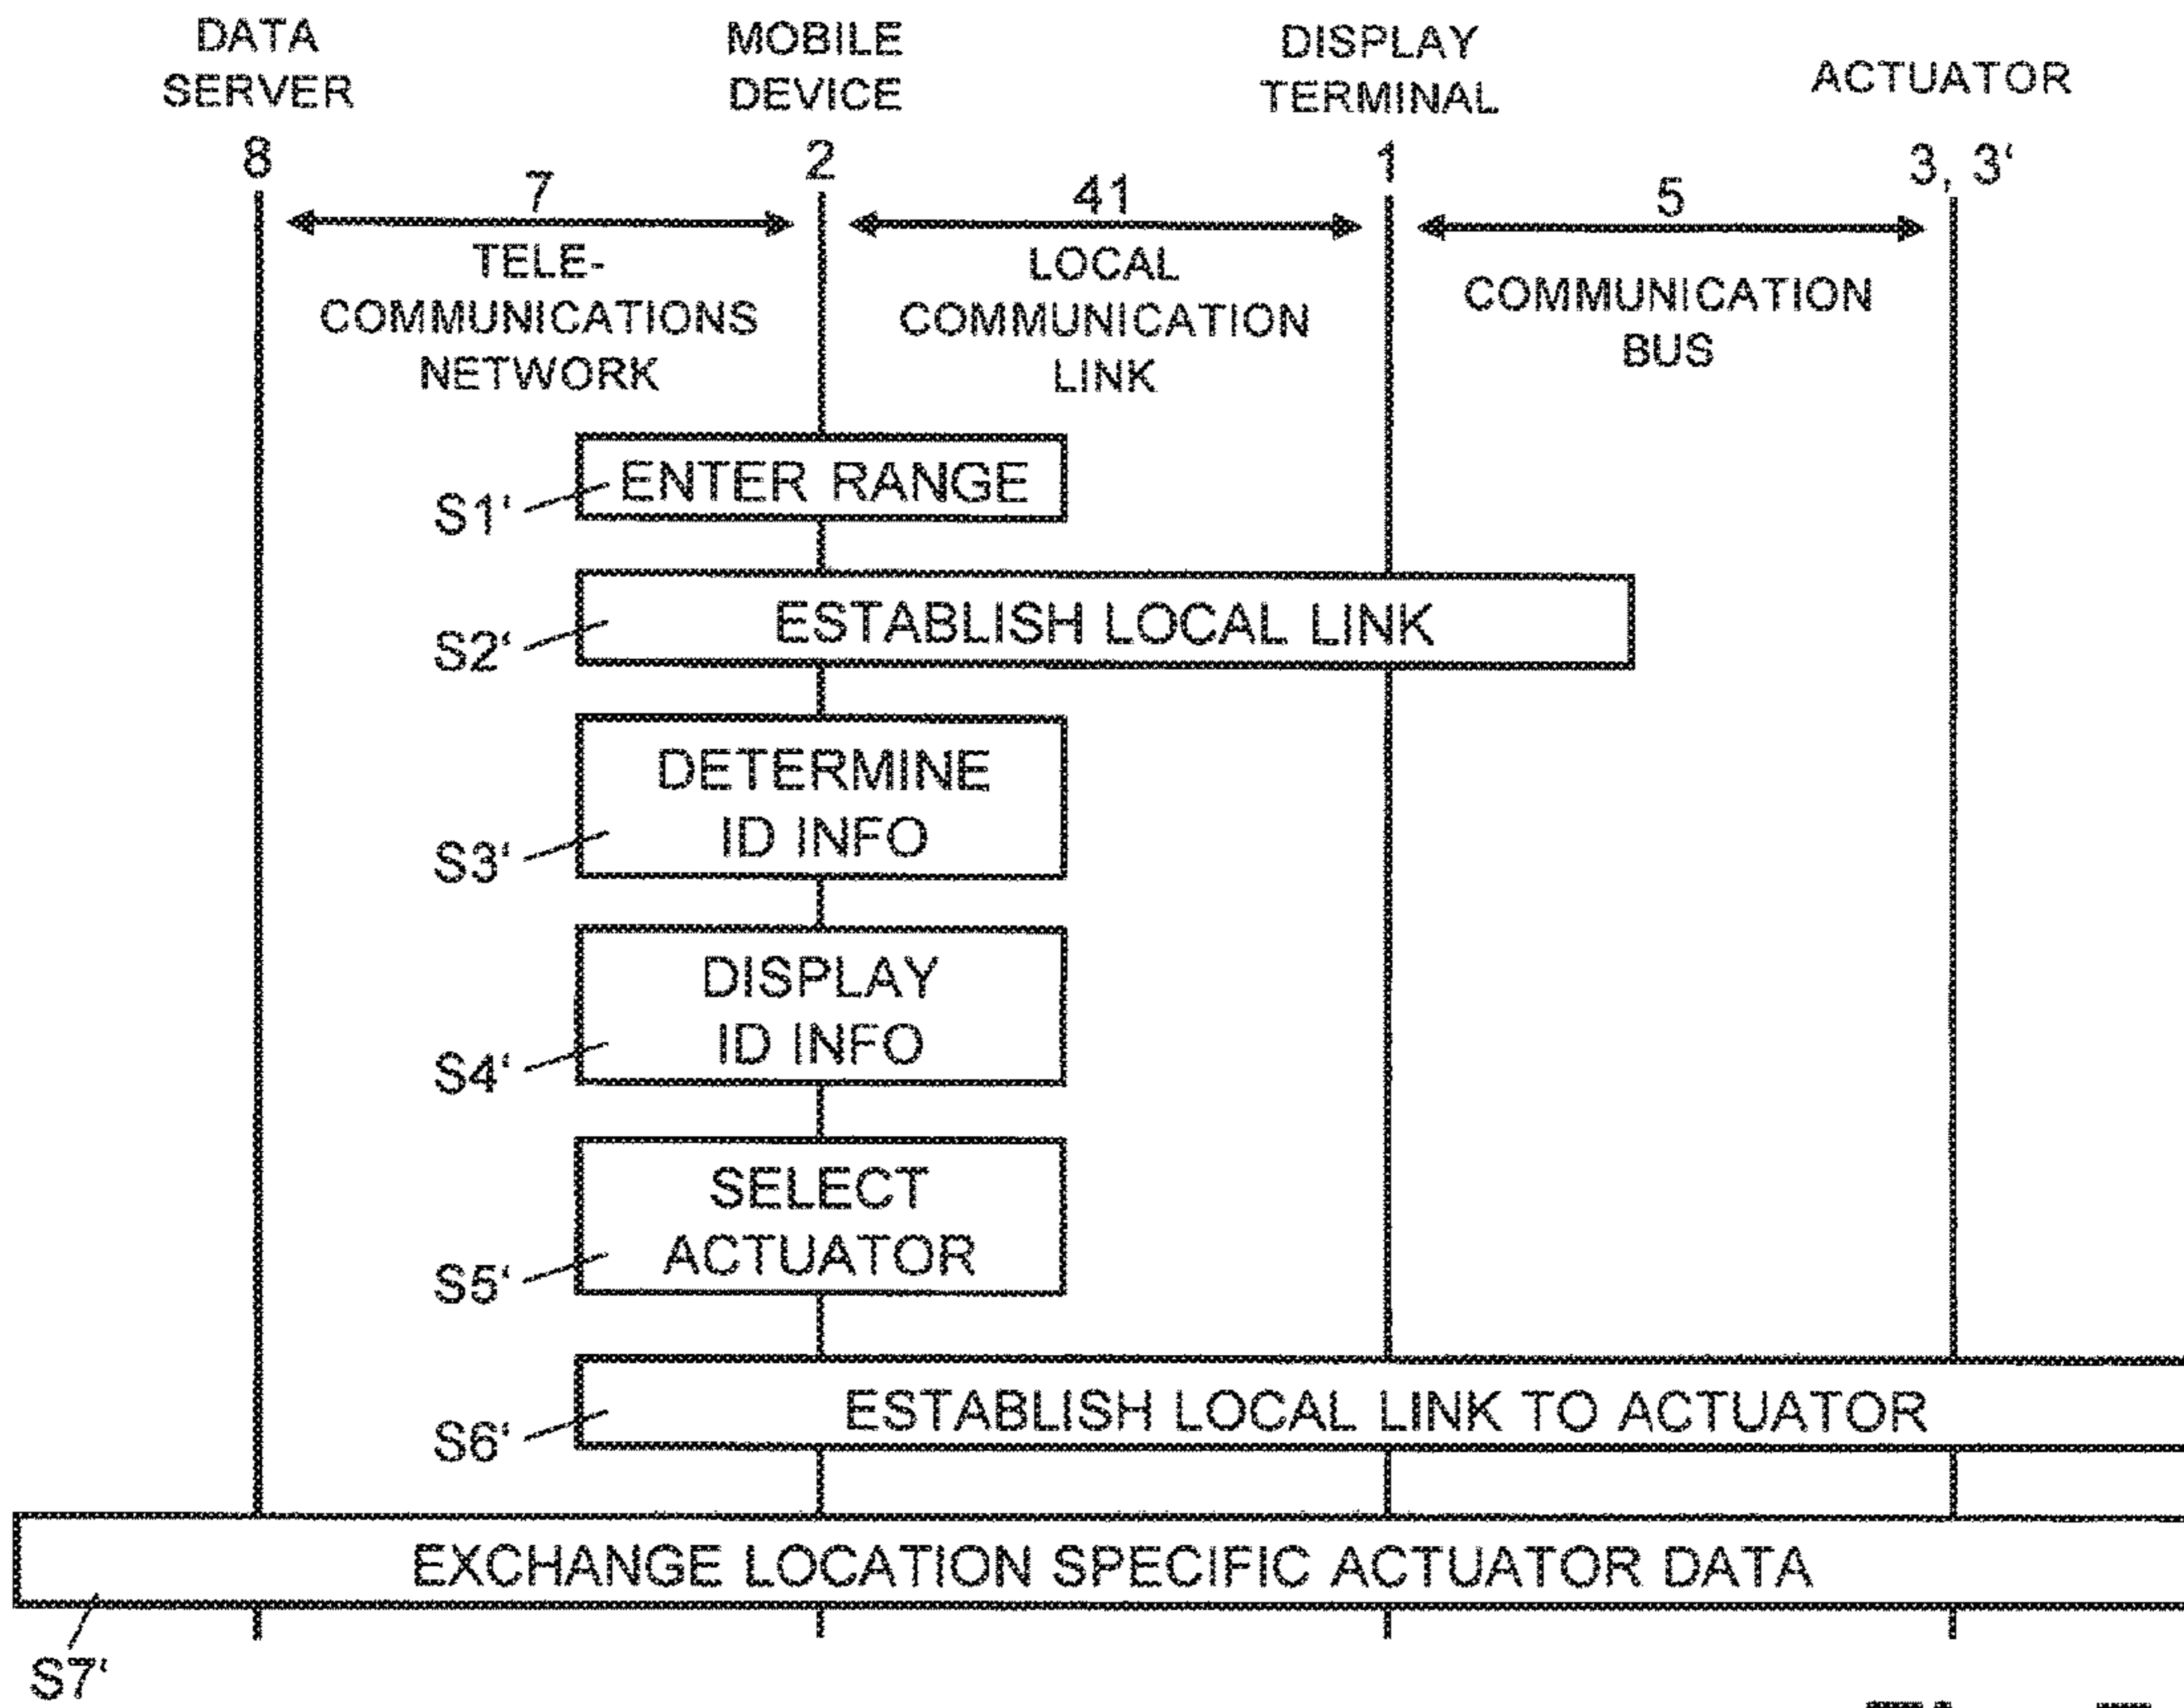 DATA
SERVER
8
MOBILE
DEVICE
2
DISPLAY
TERMINAL
1
ACTUATOR
3, 3‘
7
TELE-
COMMUNICATIONS
NETWORK
41
LOCAL
COMMUNICATION
LINK
5
COMMUNICATION
BUS
S1‘
ENTER RANGE
S2‘
ESTABLISH LOCAL LINK
S3‘
DETERMINE
ID INFO
S4‘
DISPLAY
ID INFO
S5‘
SELECT
ACTUATOR
S6‘
ESTABLISH LOCAL LINK TO ACTUATOR
EXCHANGE LOCATION SPECIFIC ACTUATOR DATA
S7‘